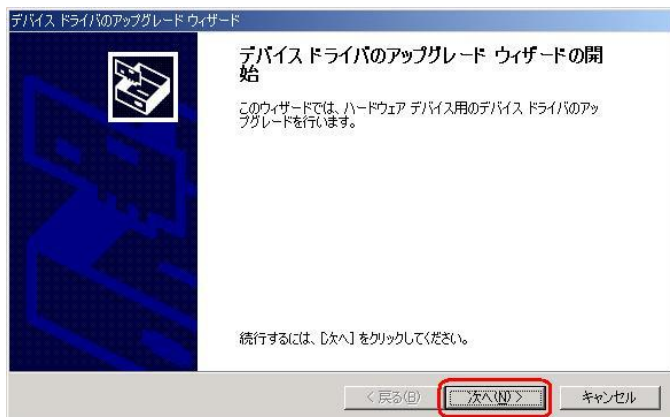 デバイス ドライバのアップグレード ウィザード
デバイス ドライバのアップグレード ウィザードの開
始
このウィザードでは、ハードウェア デバイス用のデバイス ドライバのアッ
プグレードを行います。
続行するには、[次へ] をクリックしてください。
< 戻る(B)
次へ(N) >
キャンセル